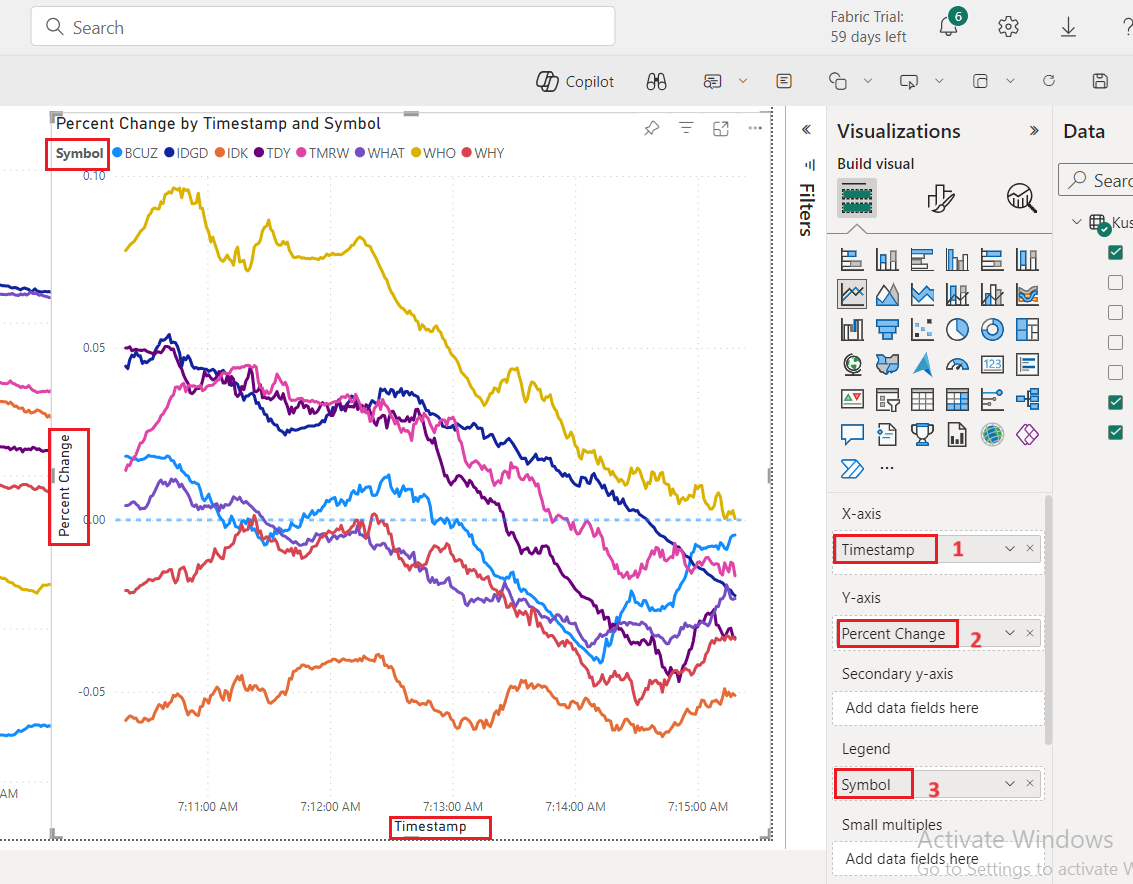 Search
Fabric Trial:
59 days left
6
?
Copilot
Percent Change by Timestamp and Symbol
Symbol BCUZ IDGD IDK TDY TMRW WHAT WHO WHY
0.10
0.05
0.00
-0.05
Percent Change
7:11:00 AM 7:12:00 AM 7:13:00 AM 7:14:00 AM 7:15:00 AM
Timestamp
AM
Filters
Visualizations
Build visual
123
X-axis
Timestamp 1
Y-axis
Percent Change 2
Secondary y-axis
Add data fields here
Legend
Symbol 3
Small multiples
Add data fields here
Data
Searc
Kus
Activate Windows
Go to Settings to activate W